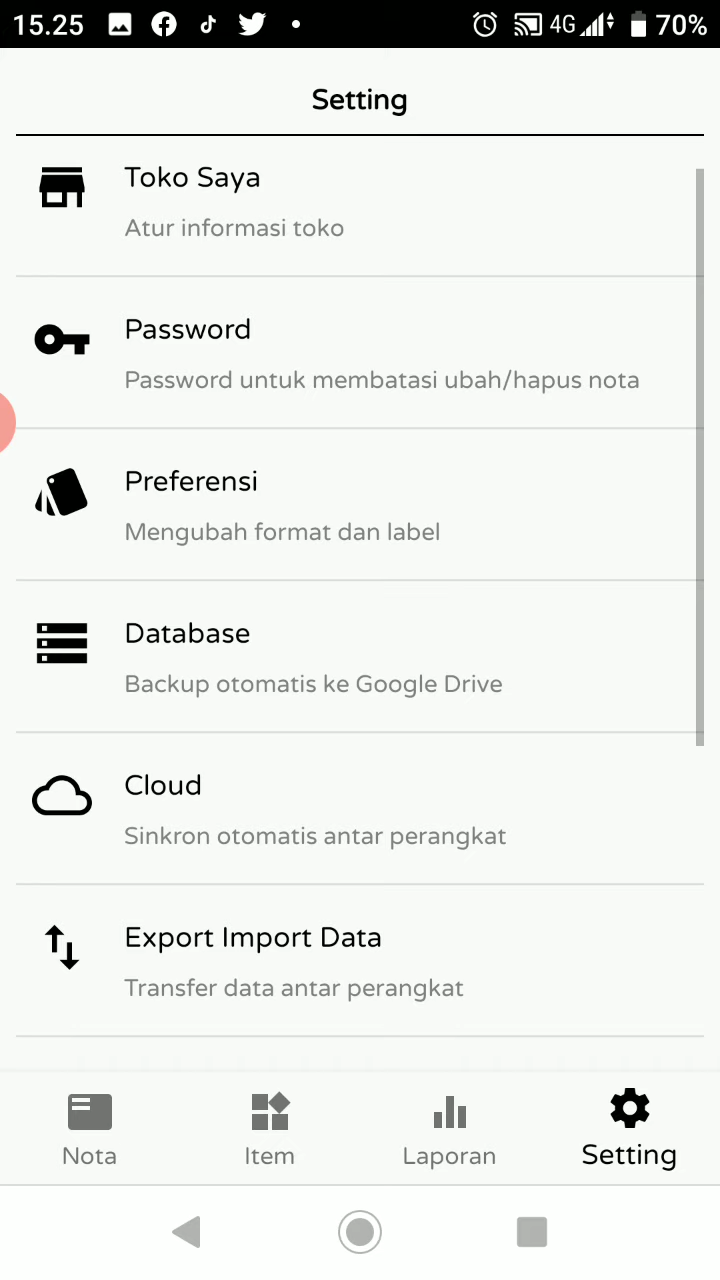 15.25
4G
70%
Setting
Toko Saya
Atur informasi toko
Password
Password untuk membatasi ubah/hapus nota
Preferensi
Mengubah format dan label
Database
Backup otomatis ke Google Drive
Cloud
Sinkron otomatis antar perangkat
Export Import Data
Transfer data antar perangkat
Nota
Item
Laporan
Setting